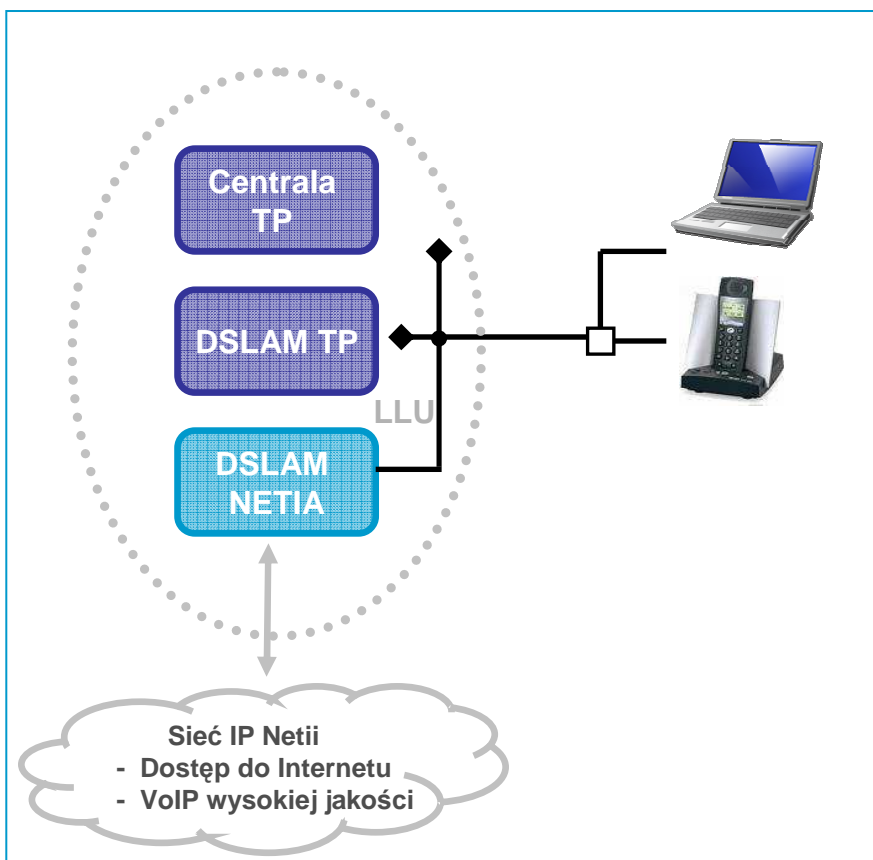 Centrala
TP
DSLAM TP
LLU
DSLAM
NETIA
Sieć IP Netii
- Dostęp do Internetu
- VoIP wysokiej jakości